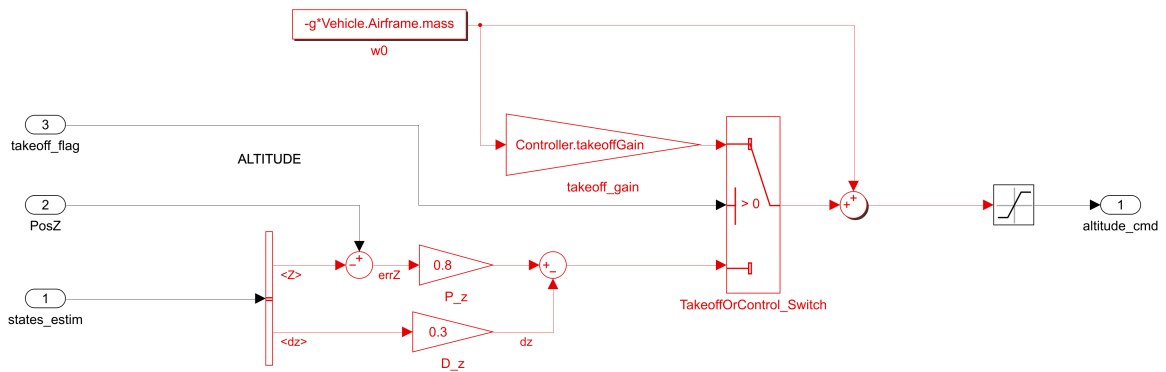 -g*Vehicle.Airframe.mass
w0
3
takeoff_flag
Controller.takeoffGain
takeoff_gain
ALTITUDE
2
PosZ
> 0
+
+
1
altitude_cmd
<Z>
−
+
errZ
0.8
P_z
+
−
TakeoffOrControl_Switch
1
states_estim
<dz>
0.3
D_z
dz